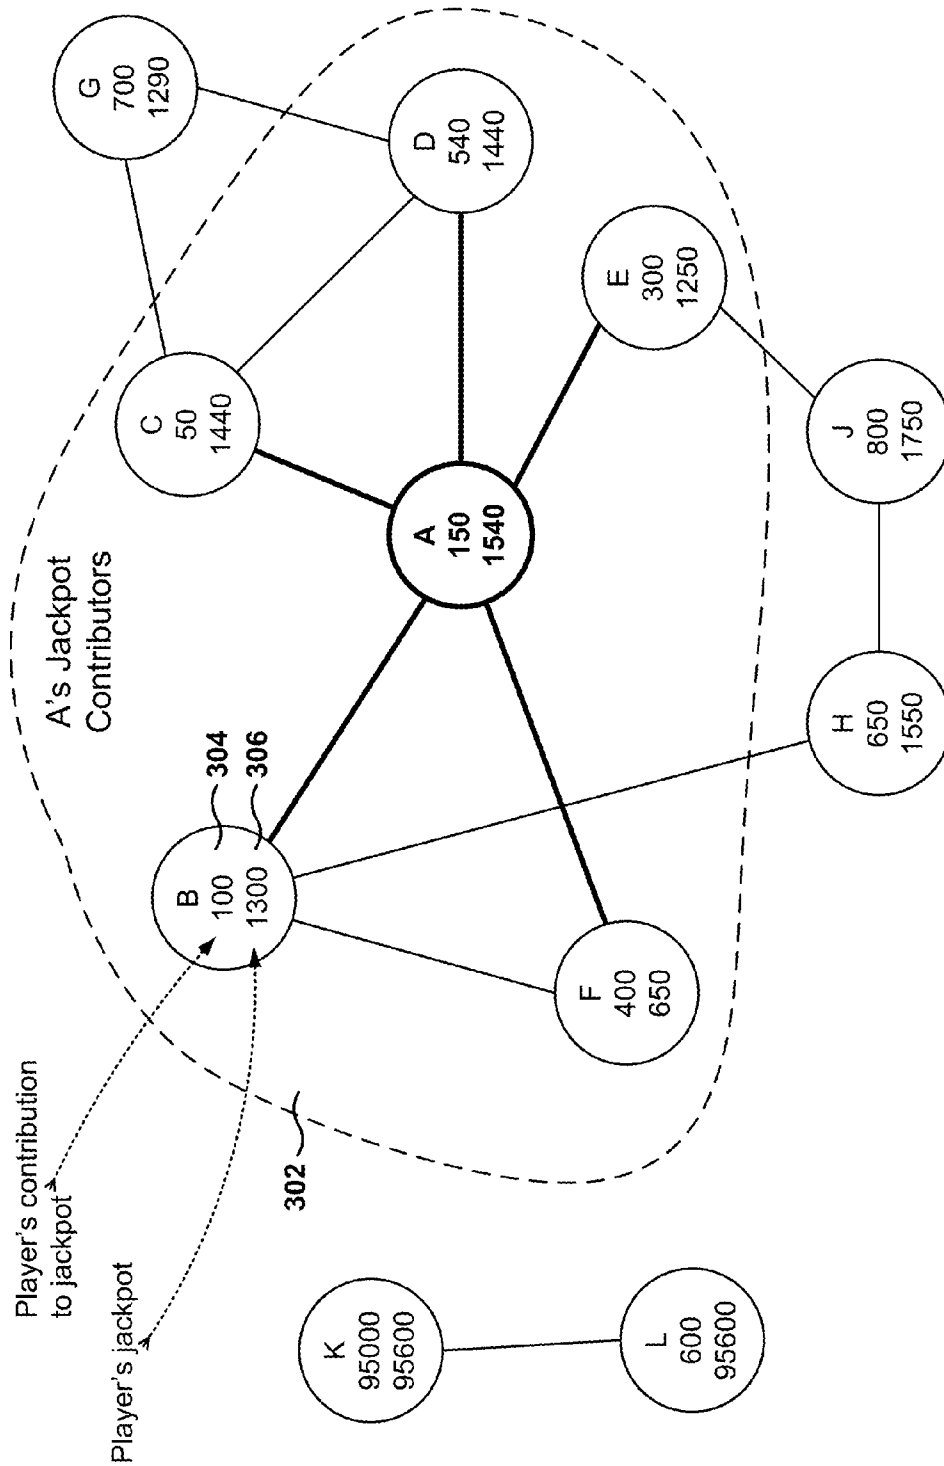 Player's contribution
to jackpot
Player's jackpot
A's Jackpot
Contributors
302
304
306
K
95000
95600
L
600
95600
B
100
1300
F
400
650
A
150
1540
C
50
1440
D
540
1440
E
300
1250
G
700
1290
H
650
1550
J
800
1750